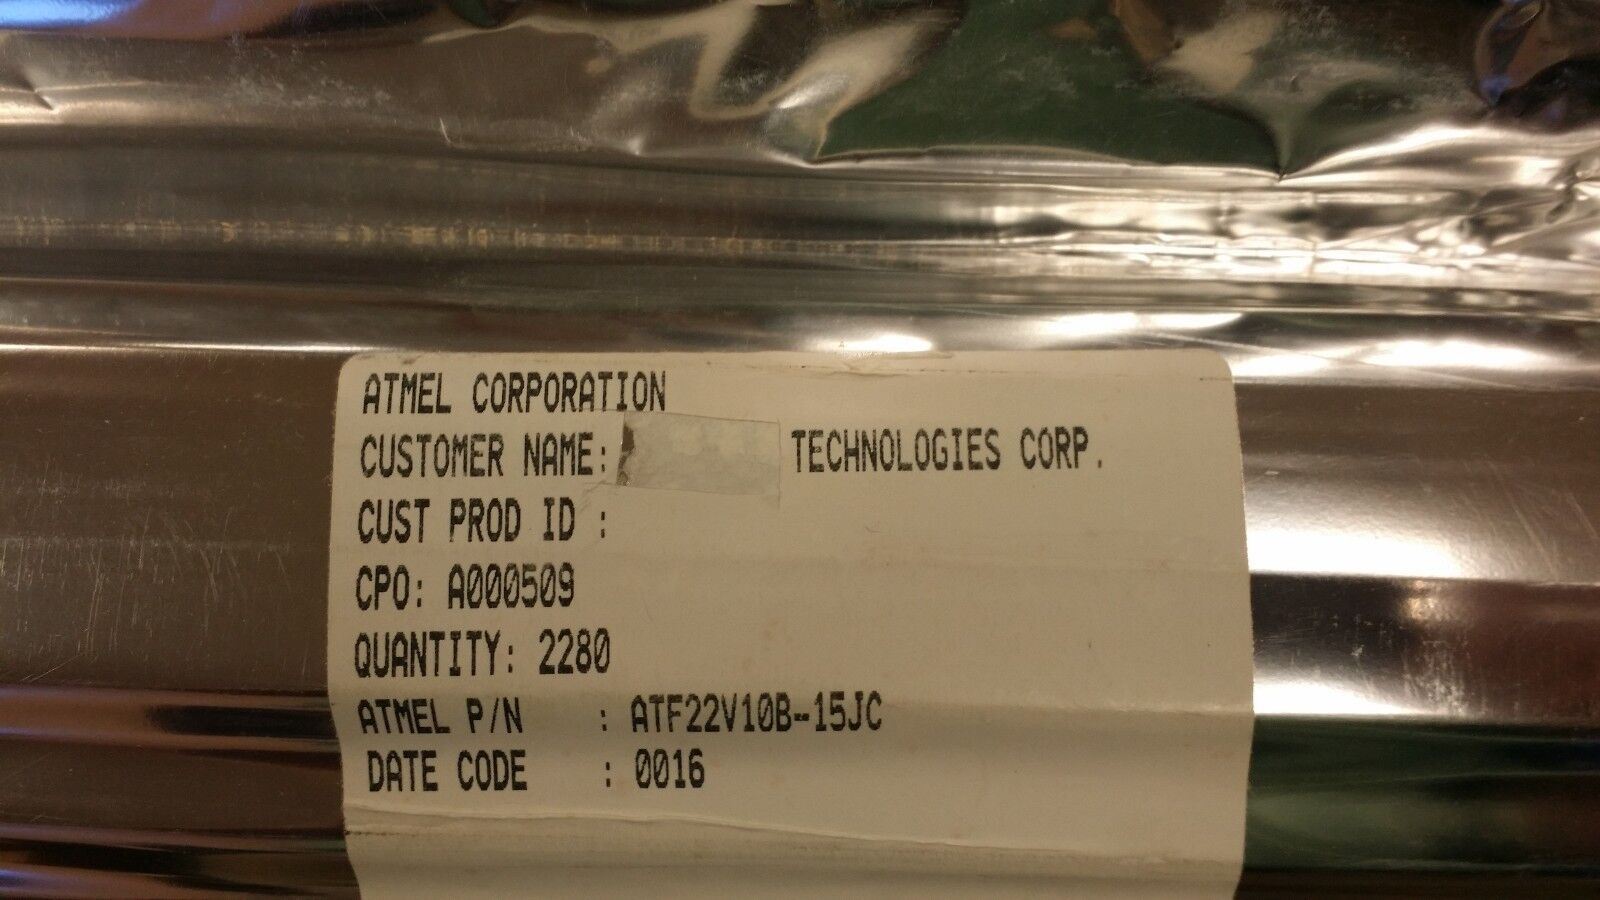 ATMEL CORPORATION
CUSTOMER NAME: TECHNOLOGIES CORP.
CUST PROD ID :
CPO: A000509
QUANTITY: 2280
ATMEL P/N : ATF22V10B-15JC
DATE CODE : 0016